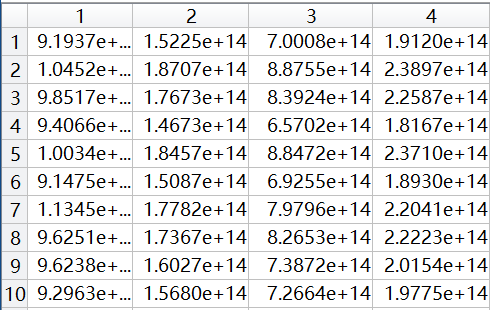 1 2 3 4
1 9.1937e+... 1.5225e+14 7.0008e+14 1.9120e+14
2 1.0452e+... 1.8707e+14 8.8755e+14 2.3897e+14
3 9.8517e+... 1.7673e+14 8.3924e+14 2.2587e+14
4 9.4066e+... 1.4673e+14 6.5702e+14 1.8167e+14
5 1.0034e+... 1.8457e+14 8.8472e+14 2.3710e+14
6 9.1475e+... 1.5087e+14 6.9255e+14 1.8930e+14
7 1.1345e+... 1.7782e+14 7.9796e+14 2.2041e+14
8 9.6251e+... 1.7367e+14 8.2653e+14 2.2223e+14
9 9.6238e+... 1.6027e+14 7.3872e+14 2.0154e+14
10 9.2963e+... 1.5680e+14 7.2664e+14 1.9775e+14